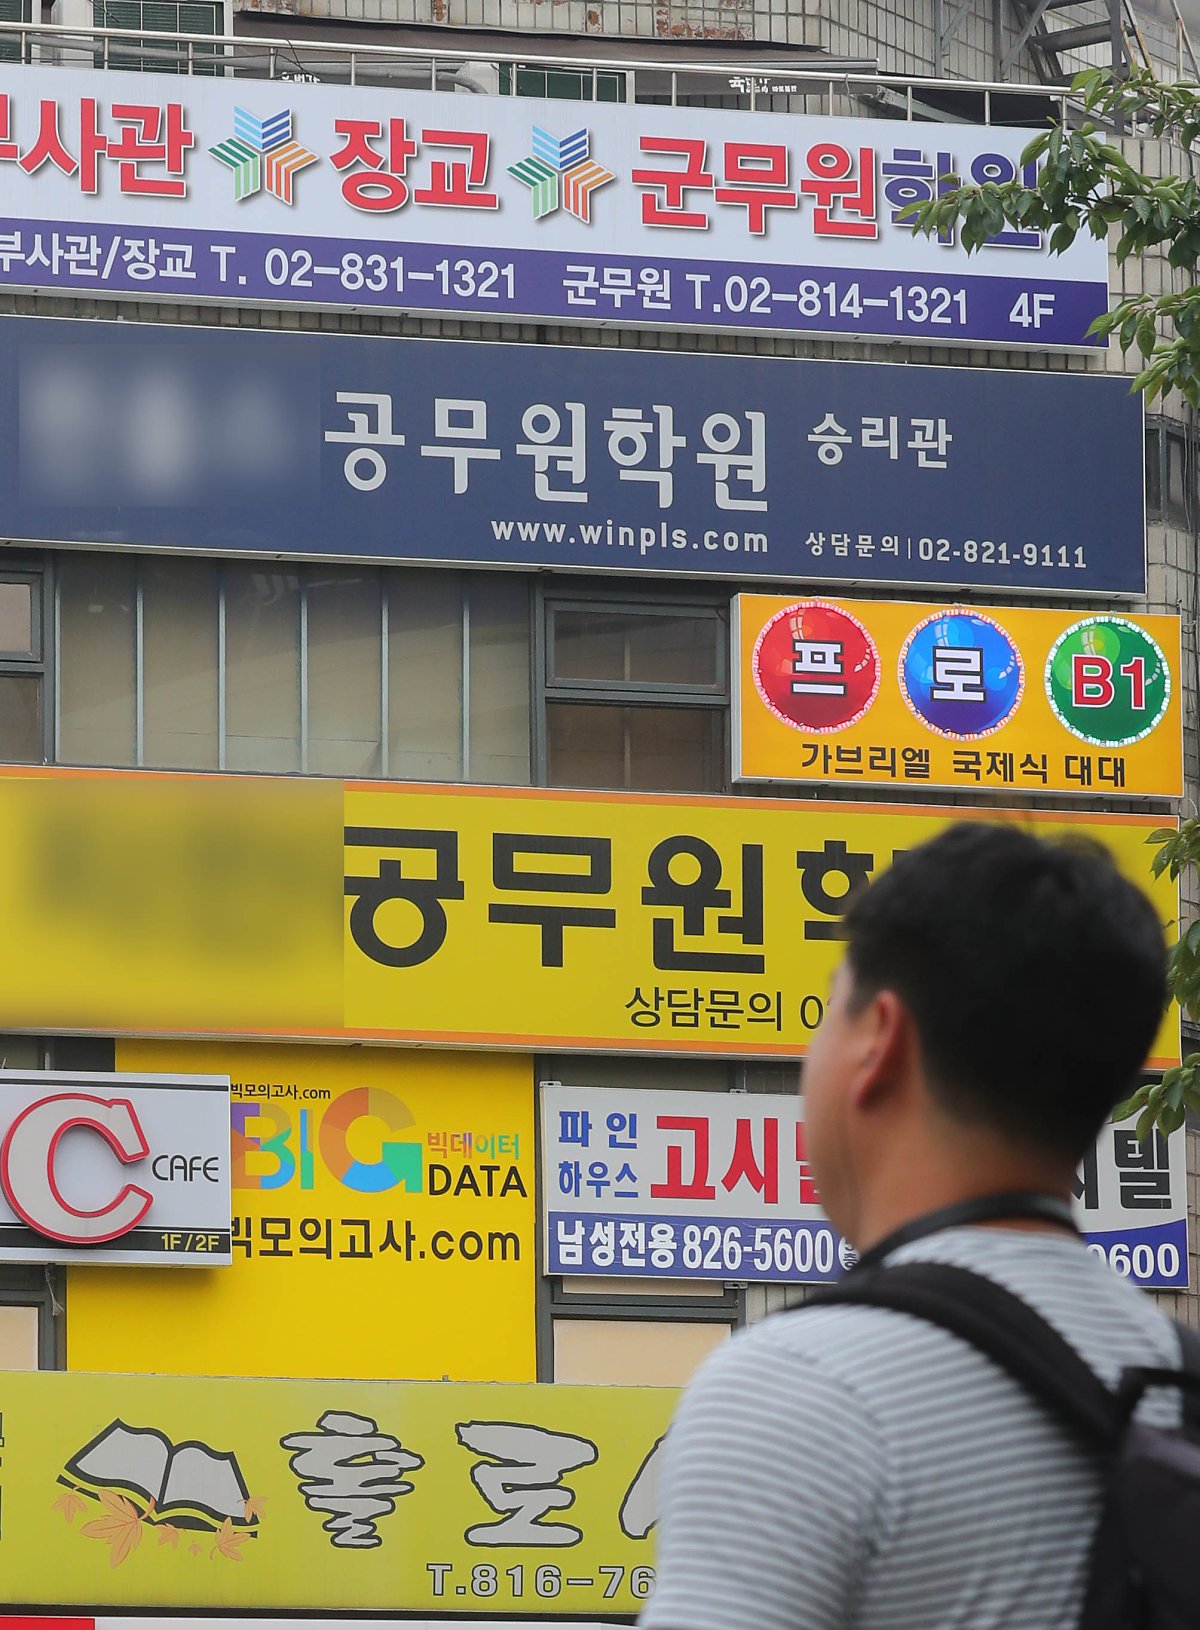 부사관 장교 군무원학원
부사관/장교 T. 02-831-1321 군무원 T.02-814-1321 4F
공무원학원 승리관
www.winpls.com 상담문의 | 02-821-9111
프로 B1
가브리엘 국제식 대대
공무원
상담문의
C CAFE
1F/2F
빅모의고사.com
BIG 빅데이터
DATA
빅모의고사.com
파인
하우스
고시
텔
남성전용 826-5600
0600
T.816-76